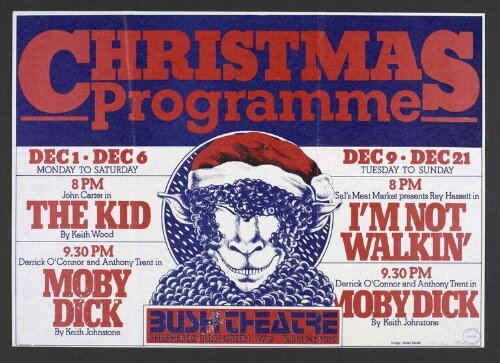 CHRISTMAS
Programme
DEC 1 · DEC 6
MONDAY TO SATURDAY
8 PM
John Carter in
THE KID
By Keith Wood
9.30 PM
Derrick O'Connor and Anthony Trent in
MOBY
DICK
By Keith Johnstone
DEC 9 · DEC 21
TUESDAY TO SUNDAY
8 PM
Sal's Meat Market presents Ray Hassett in
I'M NOT
WALKIN'
9.30 PM
Derrick O'Connor and Anthony Trent in
MOBY DICK
By Keith Johnstone
BUSH THEATRE
SHEPHERDS BUSH GREEN W12 Tel: